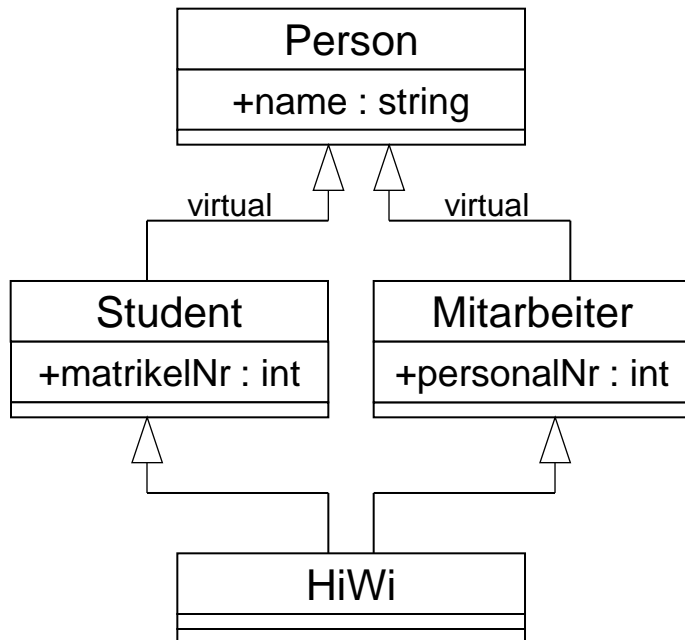 Person
+name : string
virtual
virtual
Student
Mitarbeiter
+matrikelNr : int
+personalNr : int
HiWi